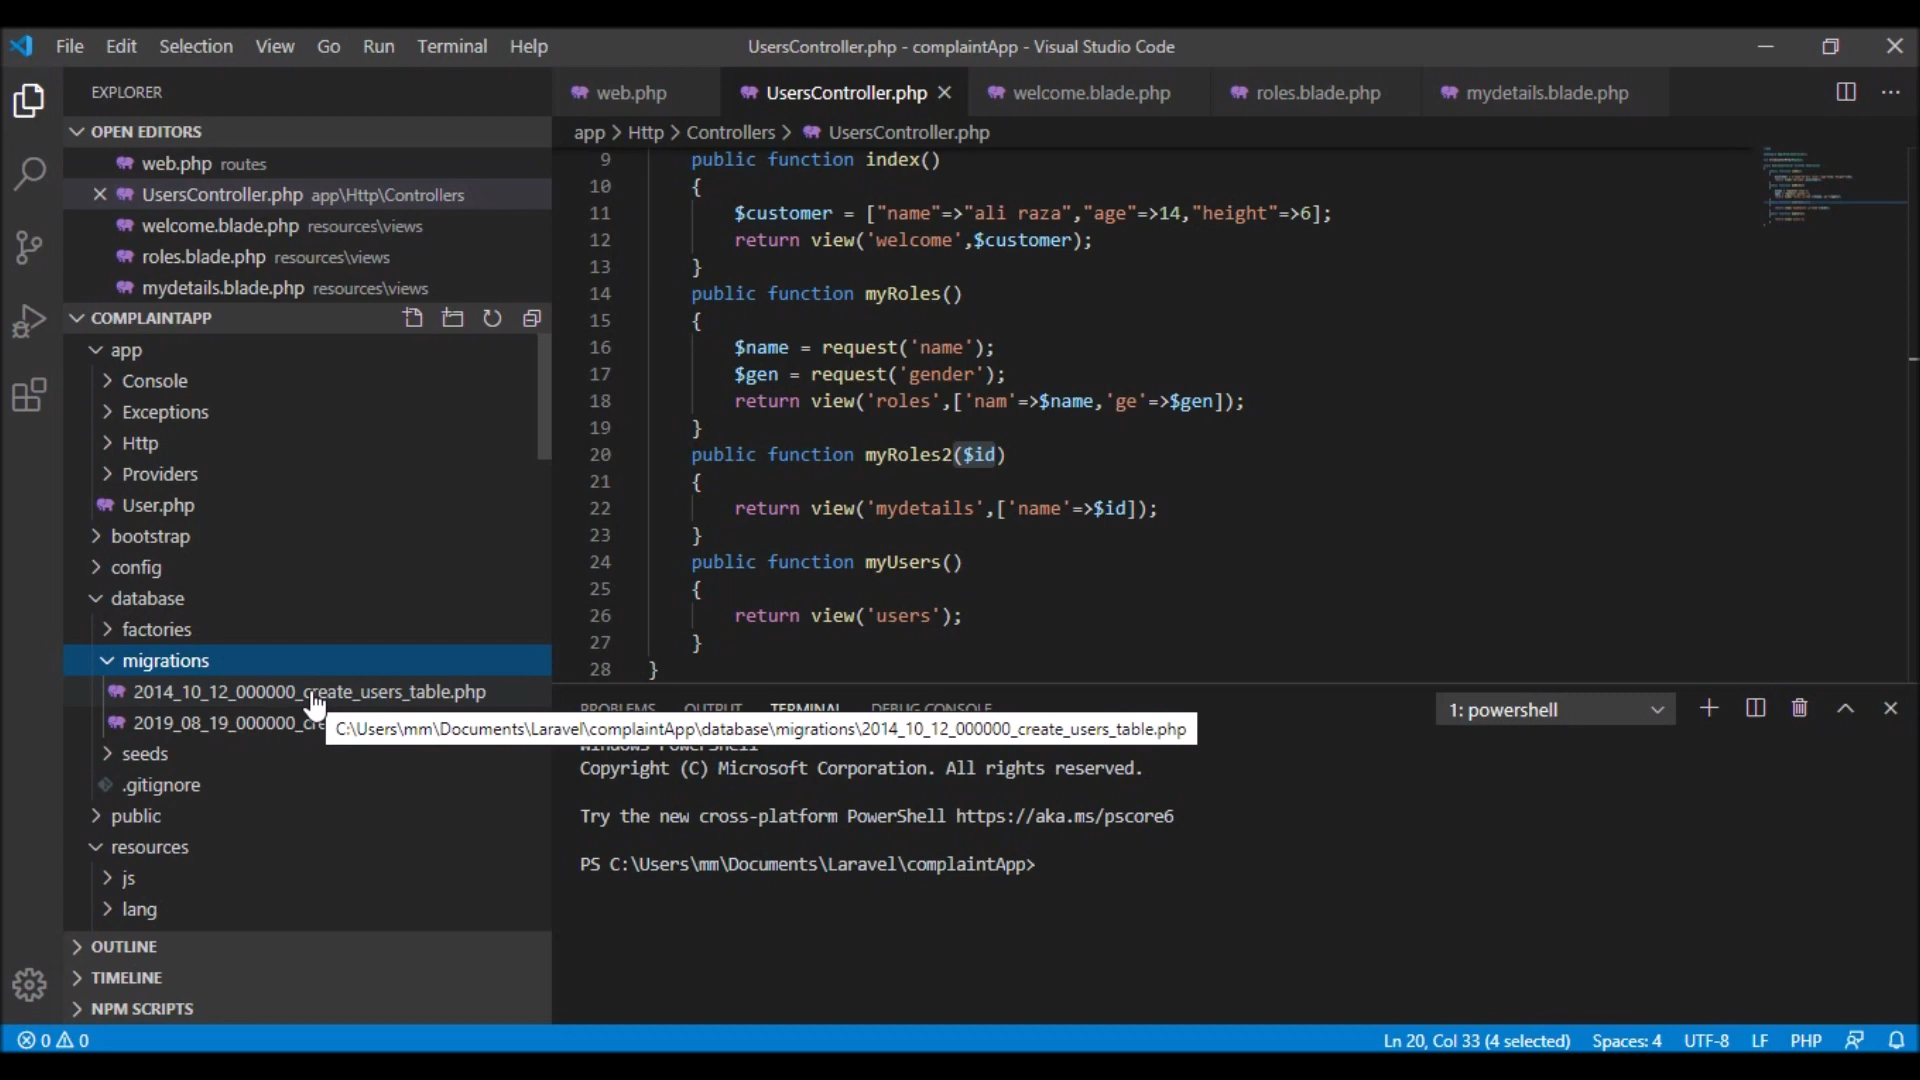 File Edit Selection View Go Run Terminal Help
UsersController.php - complaintApp - Visual Studio Code
EXPLORER
OPEN EDITORS
web.php routes
UsersController.php app\Http\Controllers
welcome.blade.php resources\views
roles.blade.php resources\views
mydetails.blade.php resources\views
COMPLAINTAPP
app
Console
Exceptions
Http
Providers
User.php
bootstrap
config
database
factories
migrations
2014_10_12_000000_create_users_table.php
2019_08_19_000000_cre
seeds
.gitignore
public
resources
js
lang
OUTLINE
TIMELINE
NPM SCRIPTS
web.php
UsersController.php
welcome.blade.php
roles.blade.php
mydetails.blade.php
app > Http > Controllers > UsersController.php
9 public function index()
10 {
11 $customer = ["name"=>"ali raza","age"=>14,"height"=>6];
12 return view('welcome',$customer);
13 }
14 public function myRoles()
15 {
16 $name = request('name');
17 $gen = request('gender');
18 return view('roles',['nam'=>$name,'ge'=>$gen]);
19 }
20 public function myRoles2($id)
21 {
22 return view('mydetails',['name'=>$id]);
23 }
24 public function myUsers()
25 {
26 return view('users');
27 }
28 }
PROBLEMS OUTPUT TERMINAL DEBUG CONSOLE
1: powershell
C:\Users\mm\Documents\Laravel\complaintApp\database\migrations\2014_10_12_000000_create_users_table.php
Windows PowerShell
Copyright (C) Microsoft Corporation. All rights reserved.
Try the new cross-platform PowerShell https://aka.ms/pscore6
PS C:\Users\mm\Documents\Laravel\complaintApp>
0 0
Ln 20, Col 33 (4 selected) Spaces: 4 UTF-8 LF PHP